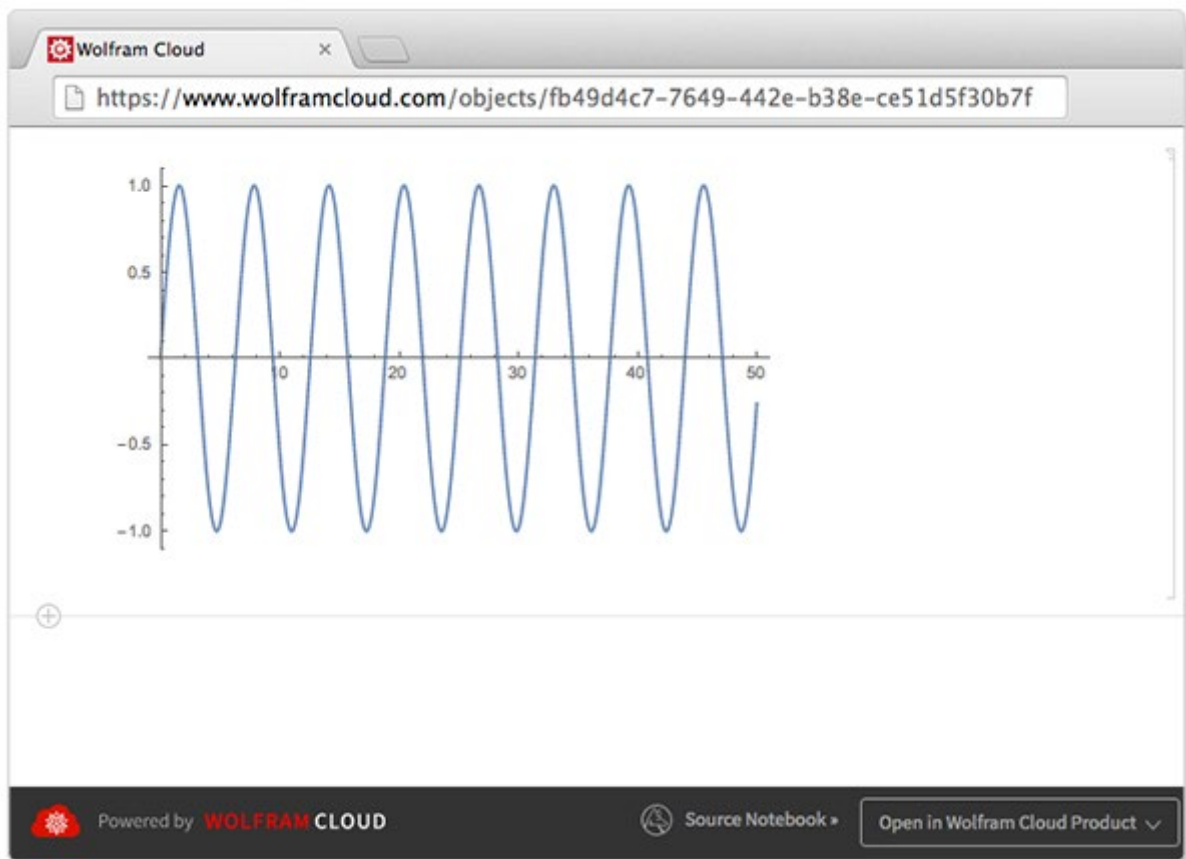 Wolfram Cloud
https://www.wolframcloud.com/objects/fb49d4c7-7649-442e-b38e-ce51d5f30b7f
1.0
0.5
10 20 30 40 50
-0.5
-1.0
Powered by WOLFRAM CLOUD Source Notebook » Open in Wolfram Cloud Product